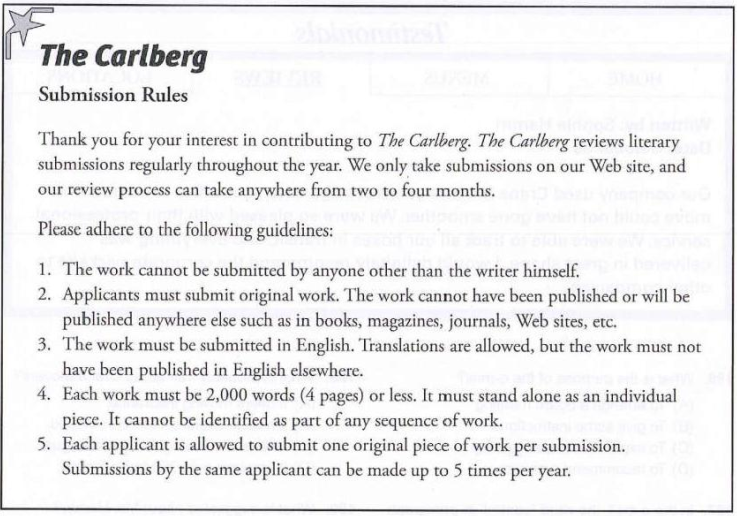 The Carlberg
Submission Rules
Thank you for your interest in contributing to The Carlberg. The Carlberg reviews literary
submissions regularly throughout the year. We only take submissions on our Web site, and
our review process can take anywhere from two to four months.
Please adhere to the following guidelines:
1. The work cannot be submitted by anyone other than the writer himself.
2. Applicants must submit original work. The work cannot have been published or will be
published anywhere else such as in books, magazines, journals, Web sites, etc.
3. The work must be submitted in English. Translations are allowed, but the work must not
have been published in English elsewhere.
4. Each work must be 2,000 words (4 pages) or less. It must stand alone as an individual
piece. It cannot be identified as part of any sequence of work.
5. Each applicant is allowed to submit one original piece of work per submission.
Submissions by the same applicant can be made up to 5 times per year.